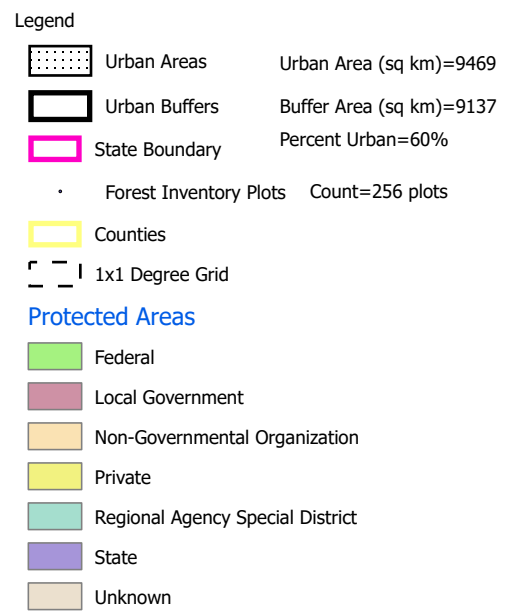 Legend
Urban Areas Urban Area (sq km)=9469
Urban Buffers Buffer Area (sq km)=9137
State Boundary Percent Urban=60%
Forest Inventory Plots Count=256 plots
Counties
1x1 Degree Grid
Protected Areas
Federal
Local Government
Non-Governmental Organization
Private
Regional Agency Special District
State
Unknown